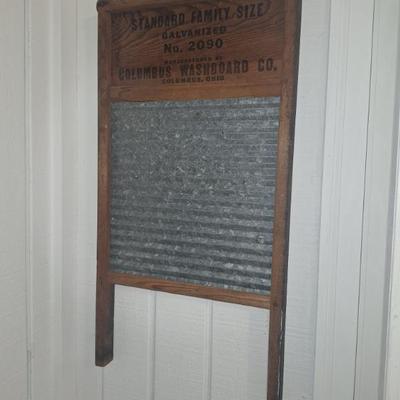 STANDARD FAMILY SIZE
GALVANIZED
No. 2090
MANUFACTURED BY
COLUMBUS WASHBOARD CO.
COLUMBUS, OHIO